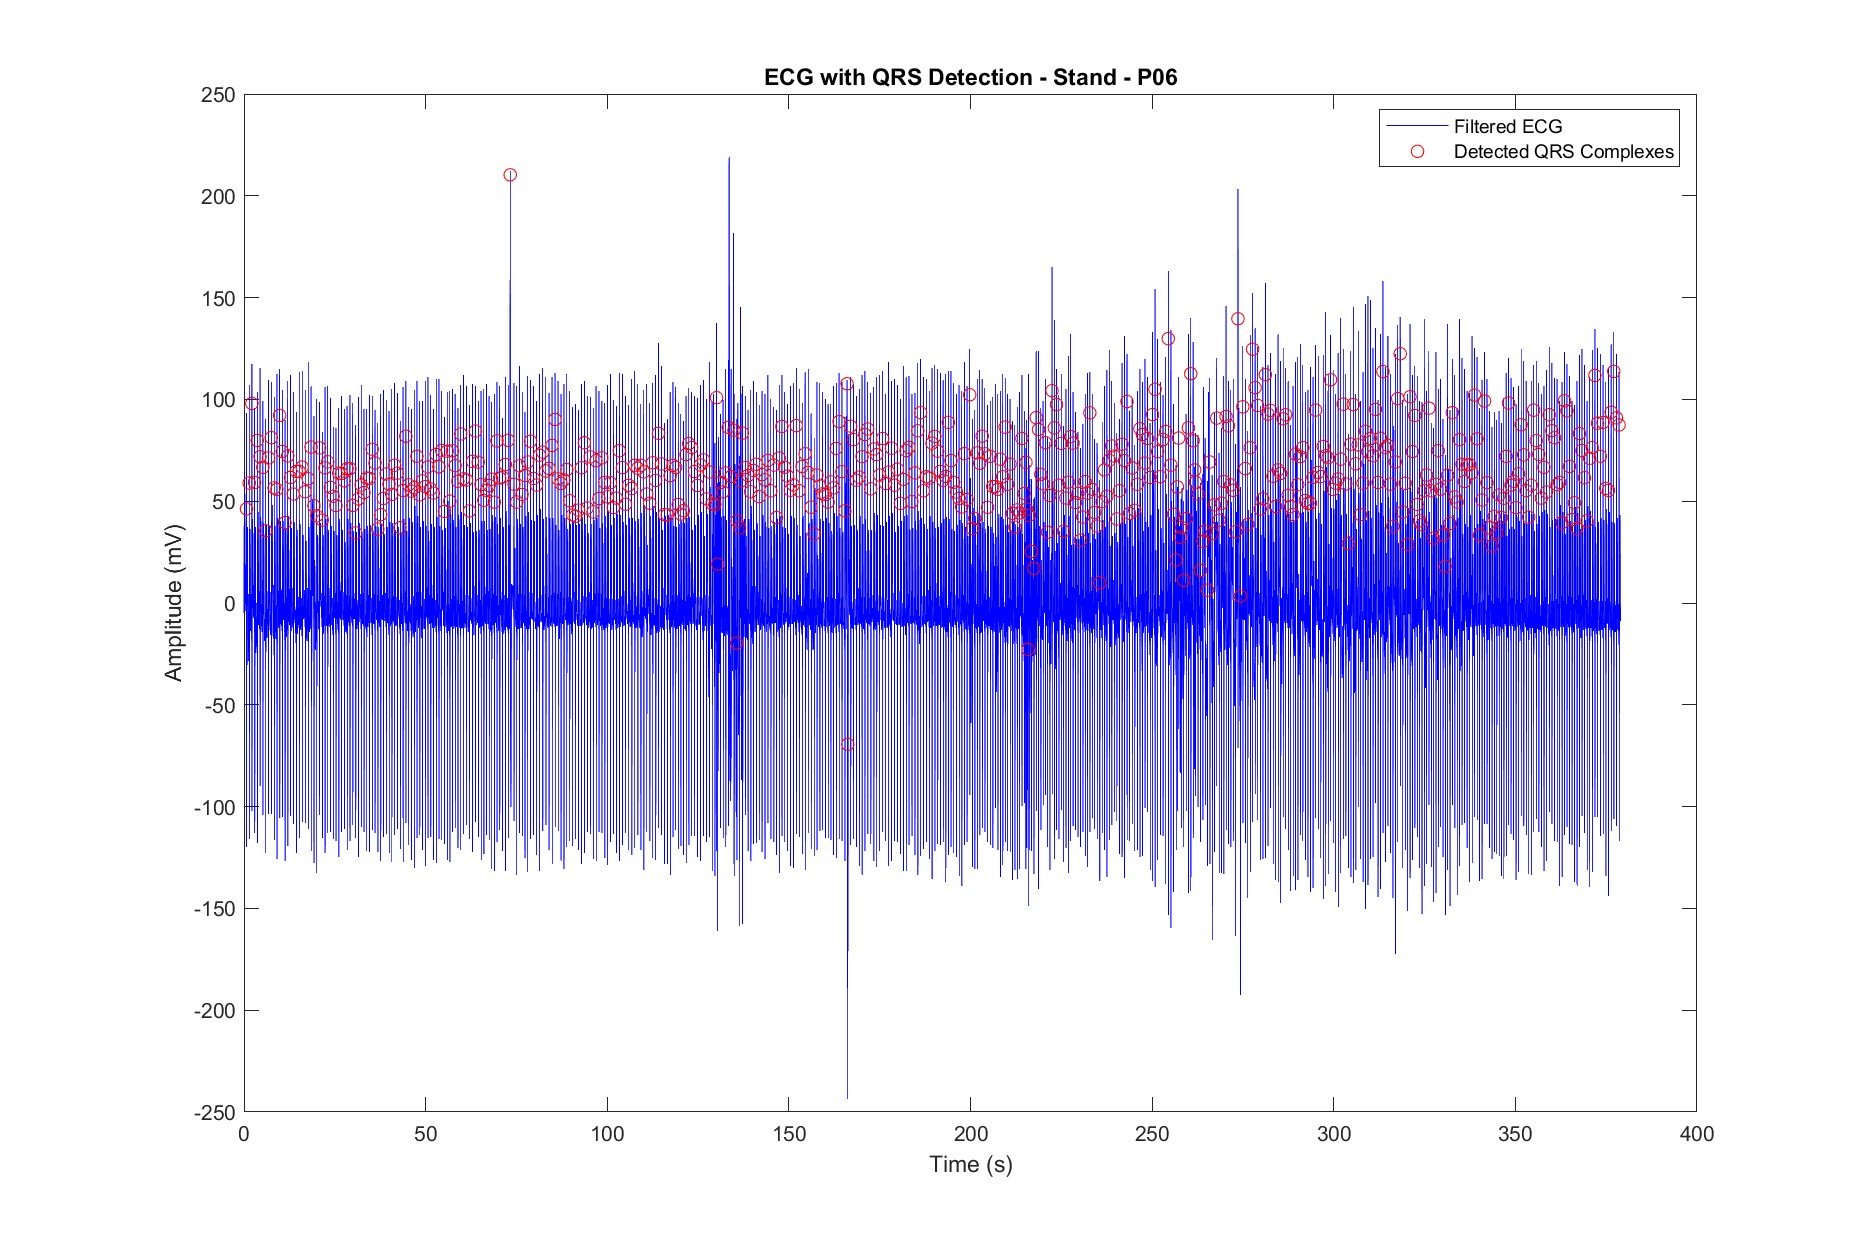 ECG with QRS Detection - Stand - P06
250
200
150
100
50
0
-50
-100
-150
-200
-250
Amplitude (mV)
Filtered ECG
Detected QRS Complexes
0 50 100 150 200 250 300 350 400
Time (s)